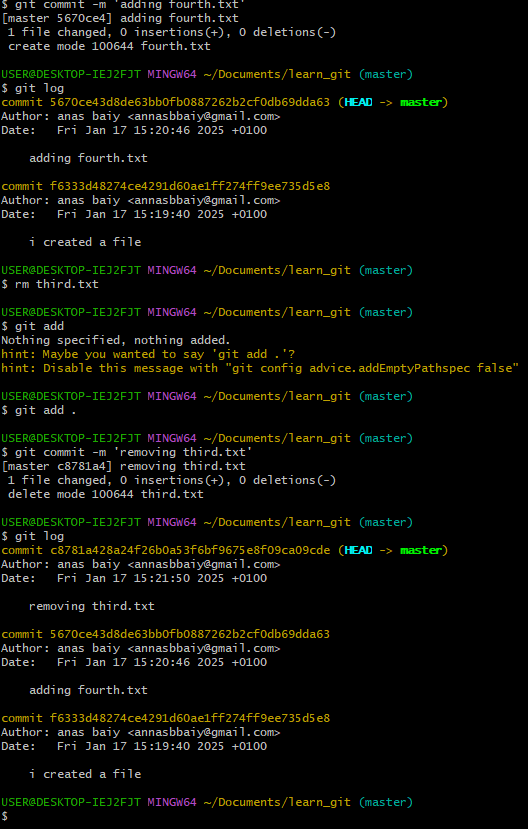 $ git commit -m 'adding fourth.txt'
[master 5670ce4] adding fourth.txt
 1 file changed, 0 insertions(+), 0 deletions(-)
 create mode 100644 fourth.txt

USER@DESKTOP-IEJ2FJT MINGW64 ~/Documents/learn_git (master)
$ git log
commit 5670ce43d8de63bb0fb0887262b2cf0db69dda63 (HEAD -> master)
Author: anas baiy <annasbbaiy@gmail.com>
Date:   Fri Jan 17 15:20:46 2025 +0100

    adding fourth.txt

commit f6333d48274ce4291d60ae1ff274ff9ee735d5e8
Author: anas baiy <annasbbaiy@gmail.com>
Date:   Fri Jan 17 15:19:40 2025 +0100

    i created a file

USER@DESKTOP-IEJ2FJT MINGW64 ~/Documents/learn_git (master)
$ rm third.txt

USER@DESKTOP-IEJ2FJT MINGW64 ~/Documents/learn_git (master)
$ git add
Nothing specified, nothing added.
hint: Maybe you wanted to say 'git add .'?
hint: Disable this message with "git config advice.addEmptyPathspec false"

USER@DESKTOP-IEJ2FJT MINGW64 ~/Documents/learn_git (master)
$ git add .

USER@DESKTOP-IEJ2FJT MINGW64 ~/Documents/learn_git (master)
$ git commit -m 'removing third.txt'
[master c8781a4] removing third.txt
 1 file changed, 0 insertions(+), 0 deletions(-)
 delete mode 100644 third.txt

USER@DESKTOP-IEJ2FJT MINGW64 ~/Documents/learn_git (master)
$ git log
commit c8781a428a24f26b0a53f6bf9675e8f09ca09cde (HEAD -> master)
Author: anas baiy <annasbbaiy@gmail.com>
Date:   Fri Jan 17 15:21:50 2025 +0100

    removing third.txt

commit 5670ce43d8de63bb0fb0887262b2cf0db69dda63
Author: anas baiy <annasbbaiy@gmail.com>
Date:   Fri Jan 17 15:20:46 2025 +0100

    adding fourth.txt

commit f6333d48274ce4291d60ae1ff274ff9ee735d5e8
Author: anas baiy <annasbbaiy@gmail.com>
Date:   Fri Jan 17 15:19:40 2025 +0100

    i created a file

USER@DESKTOP-IEJ2FJT MINGW64 ~/Documents/learn_git (master)
$